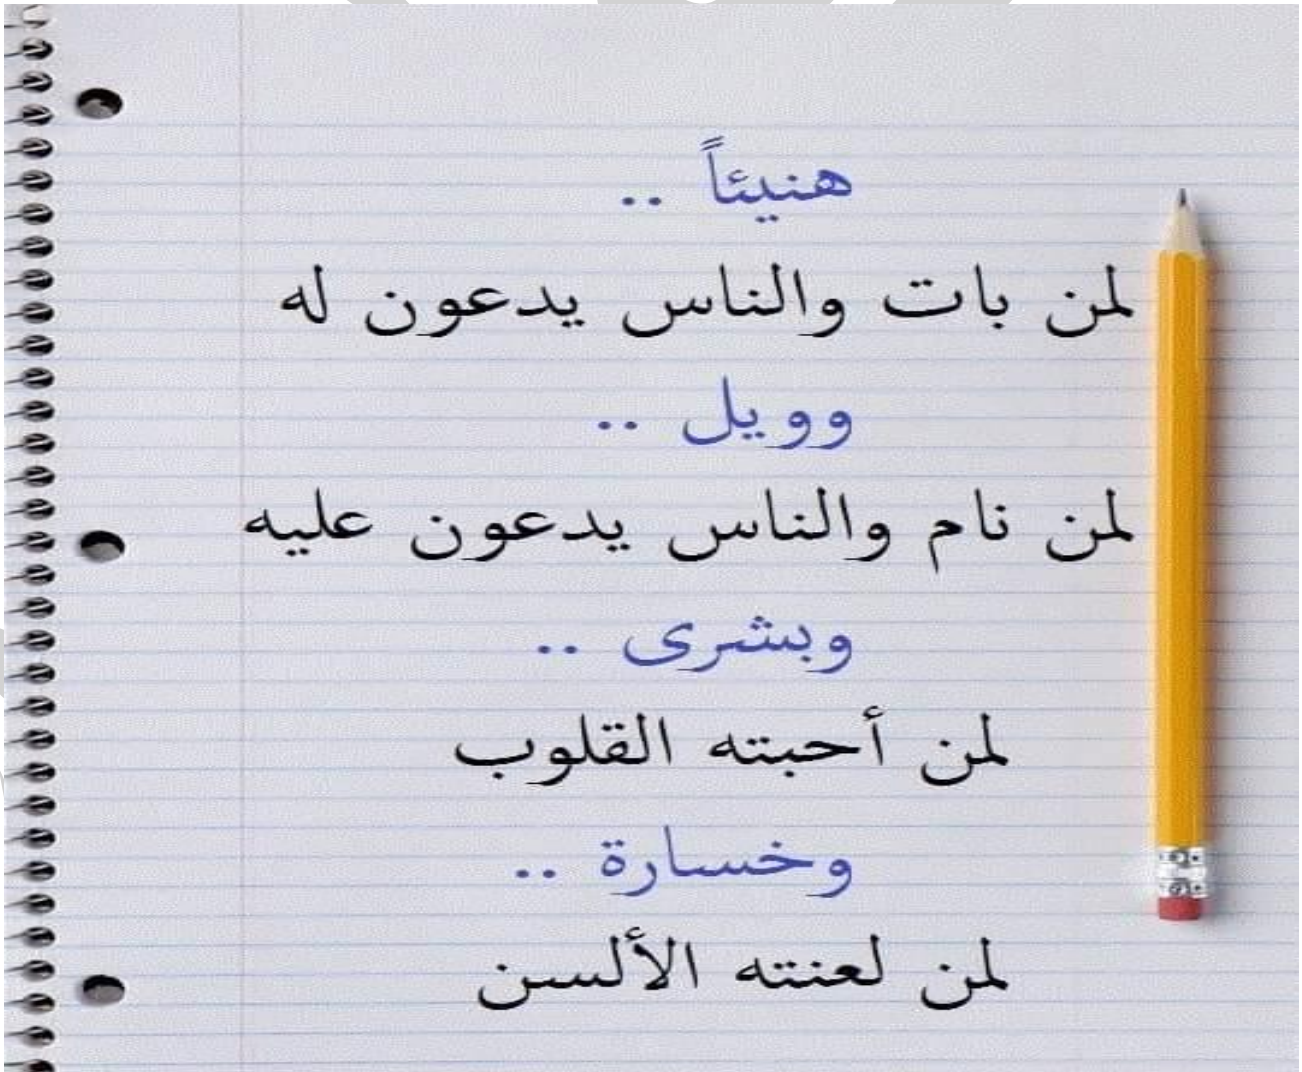 هنيئاً ..
لمن بات والناس يدعون له
وويل ..
لمن نام والناس يدعون عليه
وبشرى ..
لمن أحبته القلوب
وخسارة ..
لمن لعنته الألسن